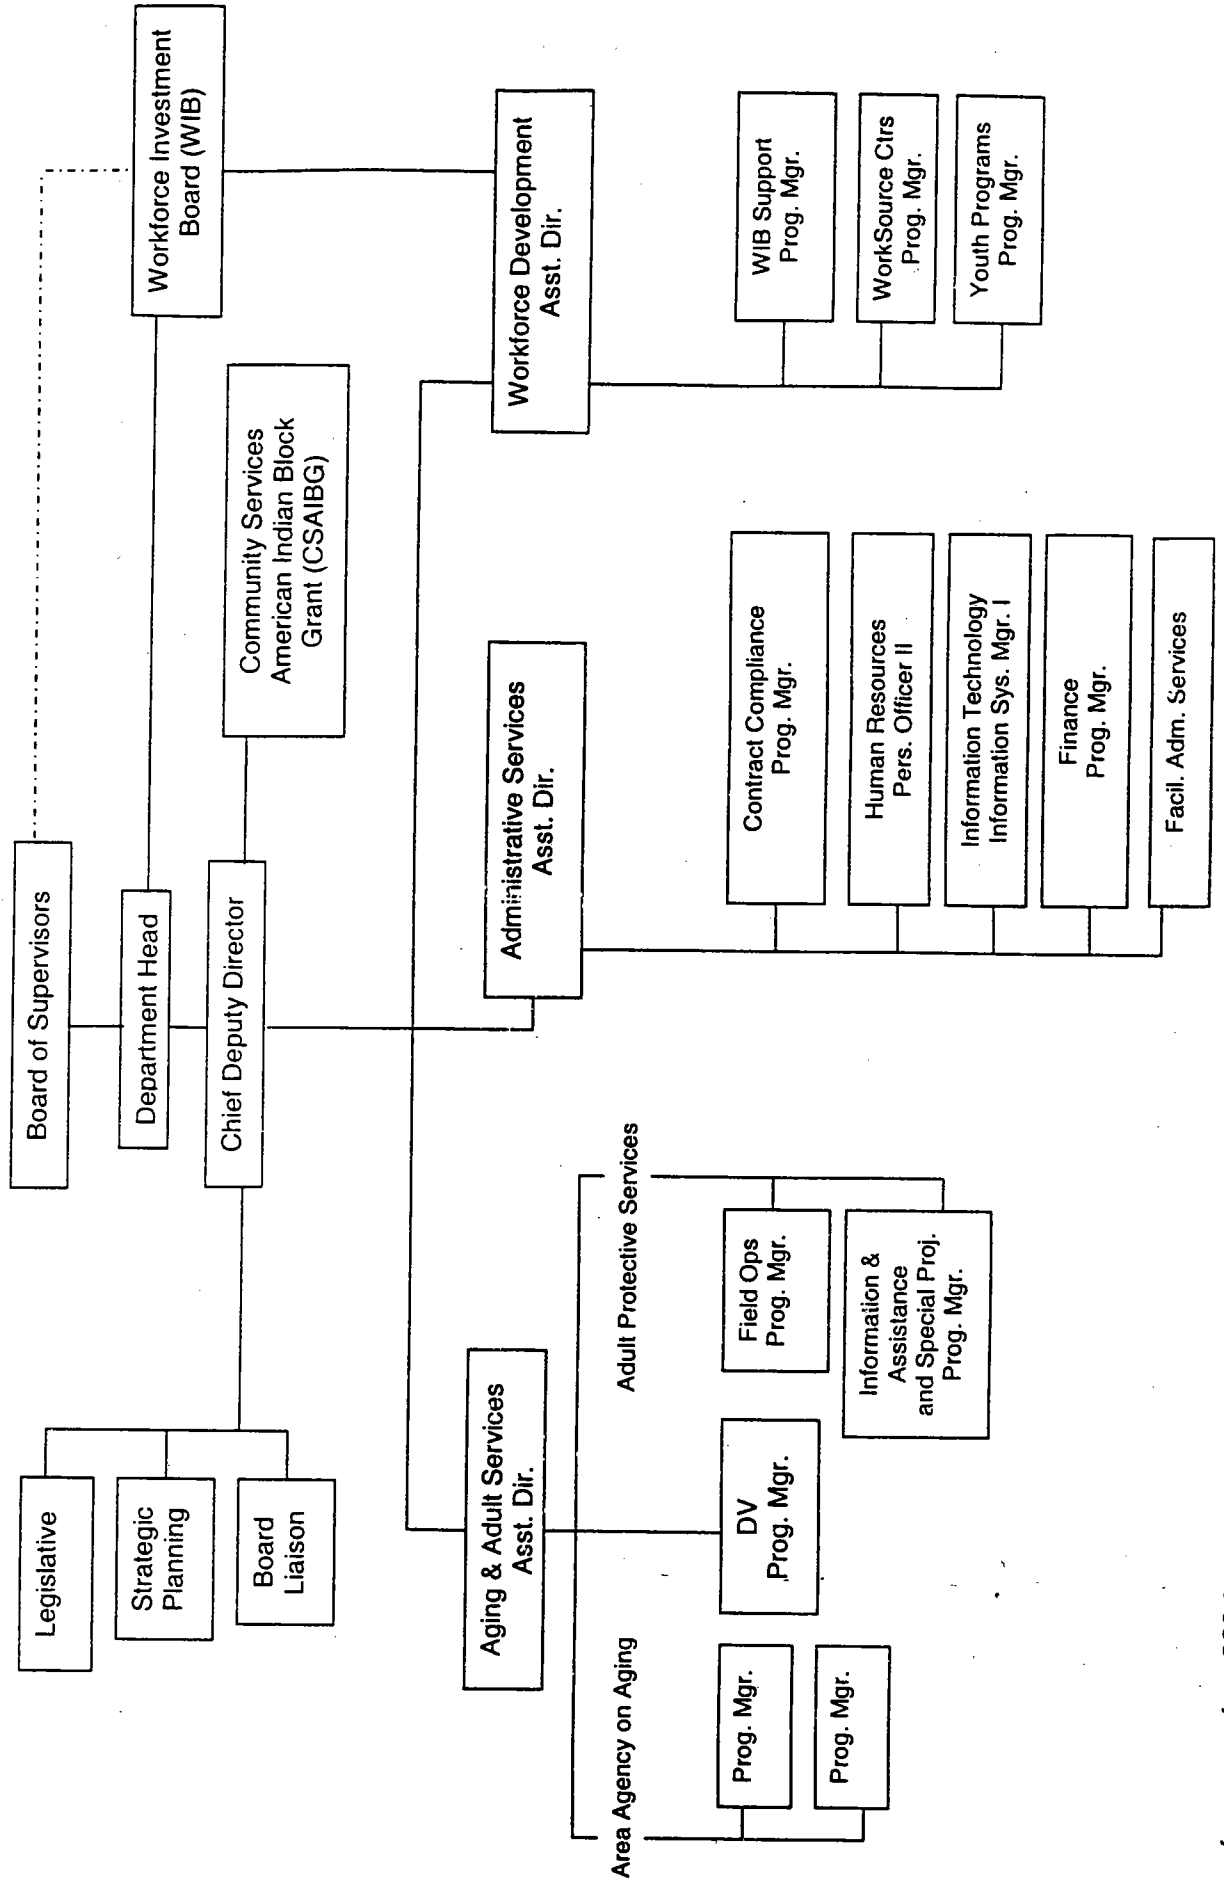 Board of Supervisors
Department Head
Chief Deputy Director
Workforce Investment
Board (WIB)
Community Services
American Indian Block
Grant (CSAIBG)
Legislative
Strategic
Planning
Board
Liaison
Aging & Adult Services
Asst. Dir.
Administrative Services
Asst. Dir.
Workforce Development
Asst. Dir.
Area Agency on Aging
Prog. Mgr.
Prog. Mgr.
DV
Prog. Mgr.
Adult Protective Services
Field Ops
Prog. Mgr.
Information &
Assistance
and Special Proj.
Prog. Mgr.
Contract Compliance
Prog. Mgr.
Human Resources
Pers. Officer II
Information Technology
Information Sys. Mgr. I
Finance
Prog. Mgr.
Facil. Adm. Services
WIB Support
Prog. Mgr.
WorkSource Ctrs
Prog. Mgr.
Youth Programs
Prog. Mgr.